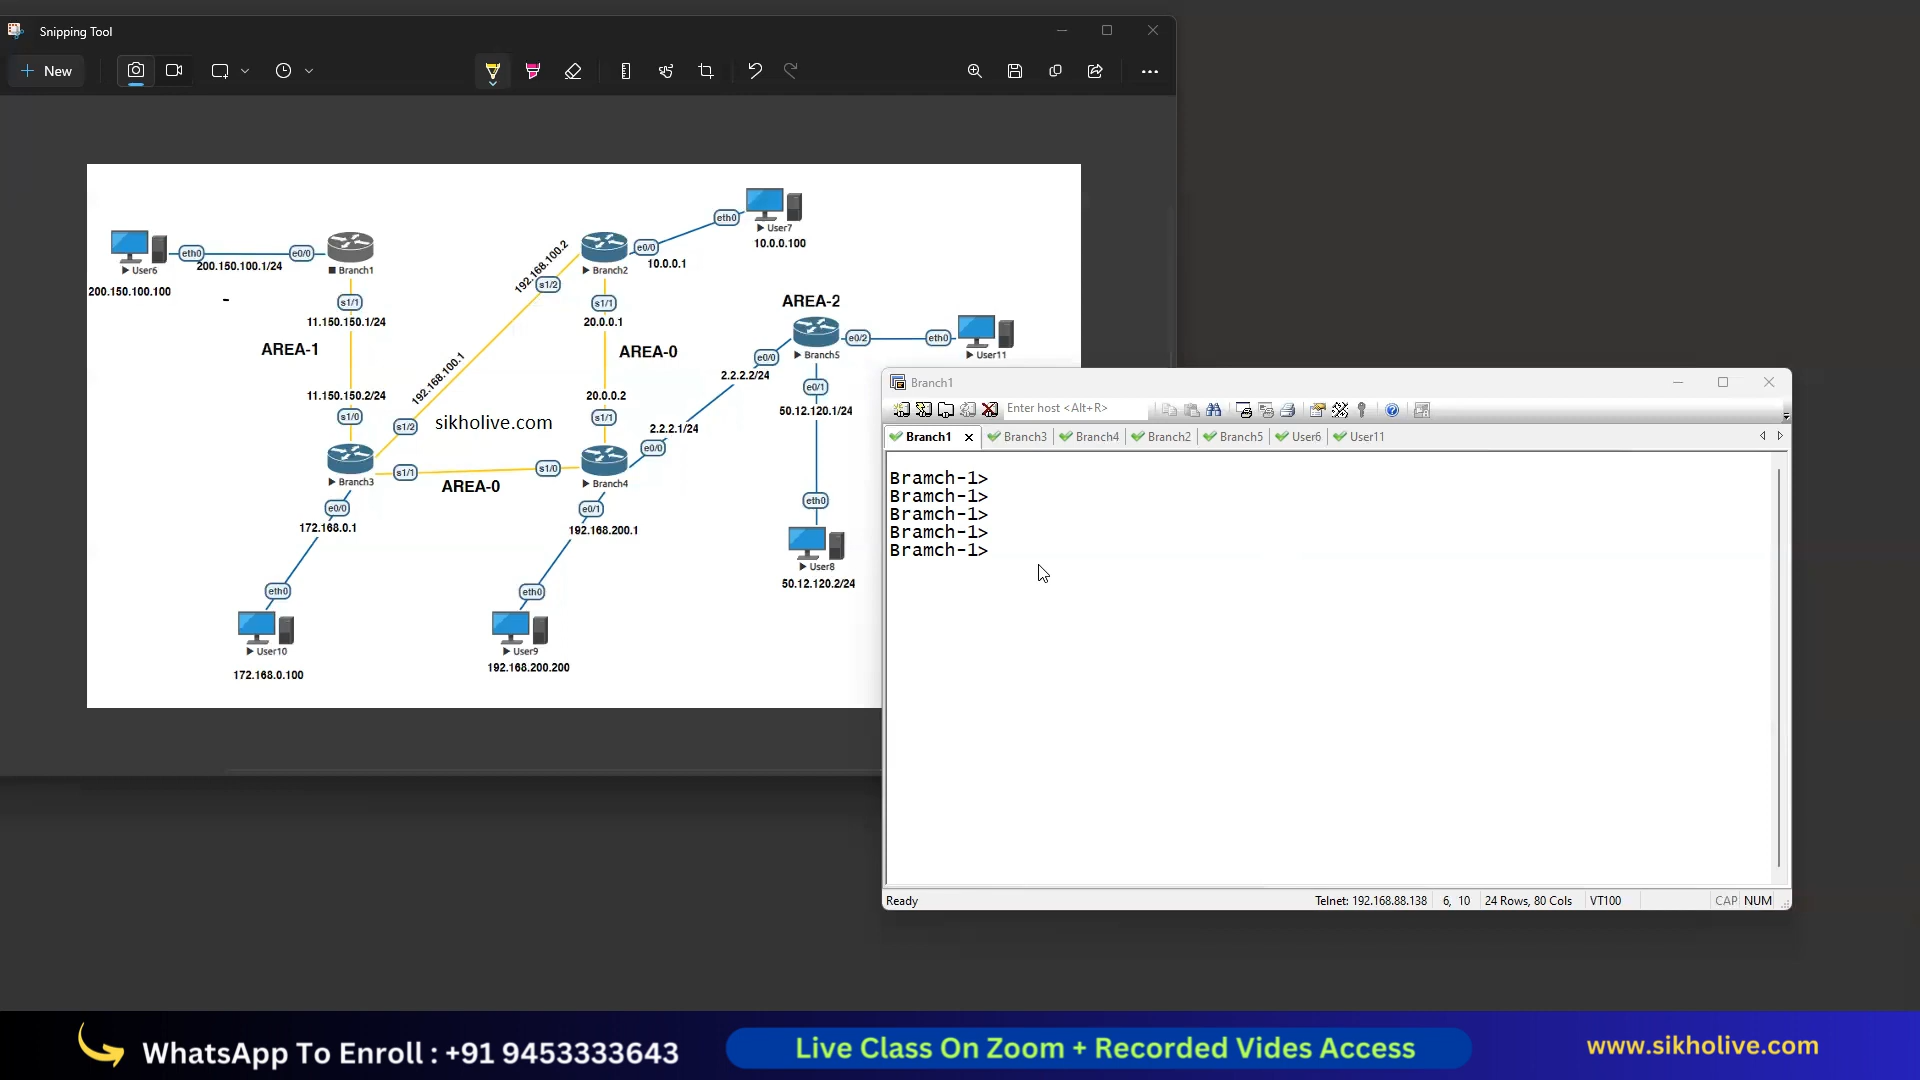 Snipping Tool
New
eth0
User7
10.0.0.100
e0/0
10.0.0.1
192.168.100.2
s1/2
Branch2
eth0
e0/0
200.150.100.1/24
User6
Branch1
200.150.100.100
s1/1
11.150.150.1/24
s1/1
20.0.0.1
AREA-2
AREA-1
AREA-0
e0/0
Branch5
e0/2
eth0
User11
2.2.2.2/24
e0/1
50.12.120.1/24
192.168.100.1
11.150.150.2/24
20.0.0.2
s1/0
s1/2
sikholive.com
s1/1
2.2.2.1/24
e0/0
Branch3
s1/1
s1/0
AREA-0
Branch4
e0/0
172.168.0.1
e0/1
192.168.200.1
eth0
User8
50.12.120.2/24
eth0
User10
172.168.0.100
eth0
User9
192.168.200.200
Branch1
Enter host <Alt+R>
Branch1
Branch3
Branch4
Branch2
Branch5
User6
User11
Bramch-1>
Bramch-1>
Bramch-1>
Bramch-1>
Bramch-1>
Ready
Telnet: 192.168.88.138
6, 10
24 Rows, 80 Cols
VT100
CAP
NUM
WhatsApp To Enroll : +91 9453333643
Live Class On Zoom + Recorded Vides Access
www.sikholive.com